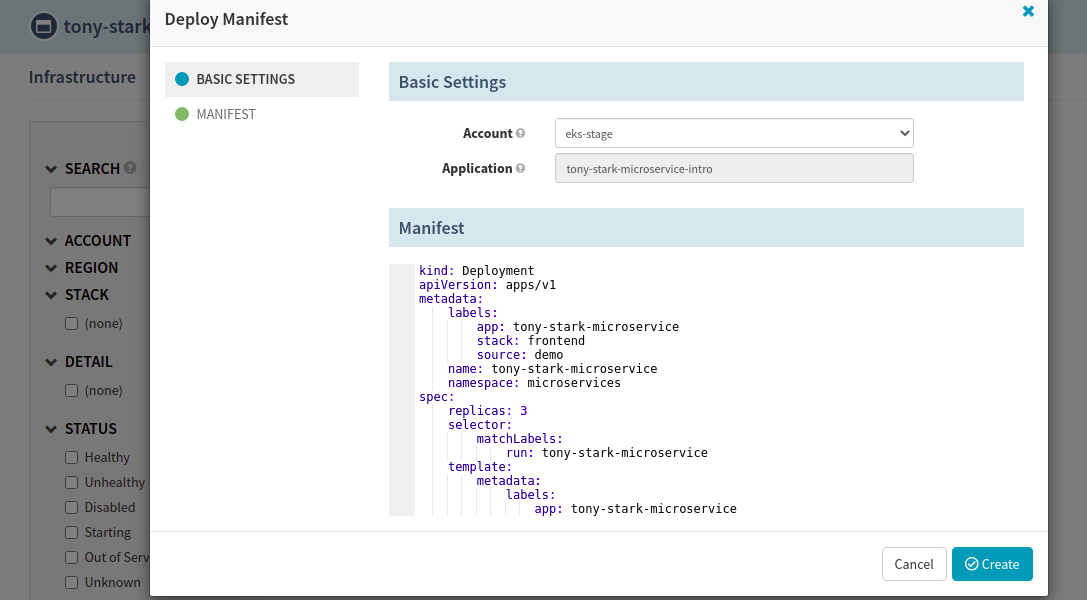 tony-stark
Infrastructure
SEARCH
ACCOUNT
REGION
STACK
(none)
DETAIL
(none)
STATUS
Healthy
Unhealthy
Disabled
Starting
Out of Serv
Unknown
Deploy Manifest
BASIC SETTINGS
MANIFEST
Basic Settings
Account
eks-stage
Application
tony-stark-microservice-intro
Manifest
kind: Deployment
apiVersion: apps/v1
metadata:
labels:
app: tony-stark-microservice
stack: frontend
source: demo
name: tony-stark-microservice
namespace: microservices
spec:
replicas: 3
selector:
matchLabels:
run: tony-stark-microservice
template:
metadata:
labels:
app: tony-stark-microservice
Cancel
Create